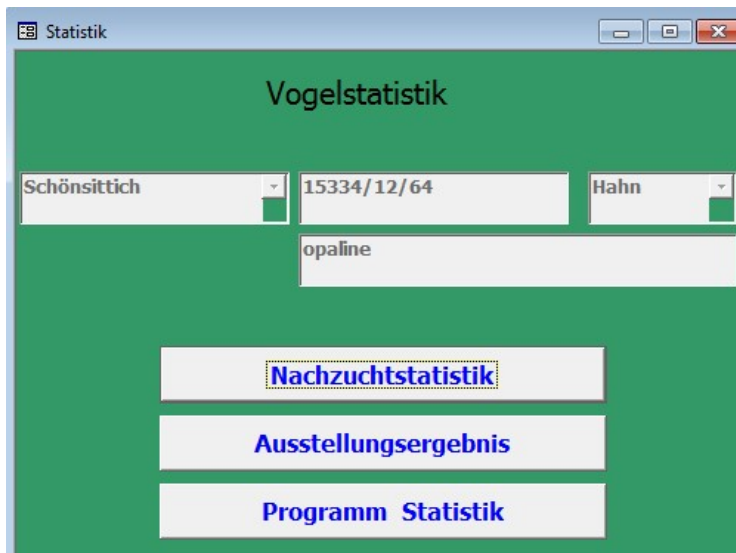 Statistik
Vogelstatistik
Schönsittich 15334/12/64 Hahn
opaline
Nachzuchtstatistik
Ausstellungsergebnis
Programm Statistik